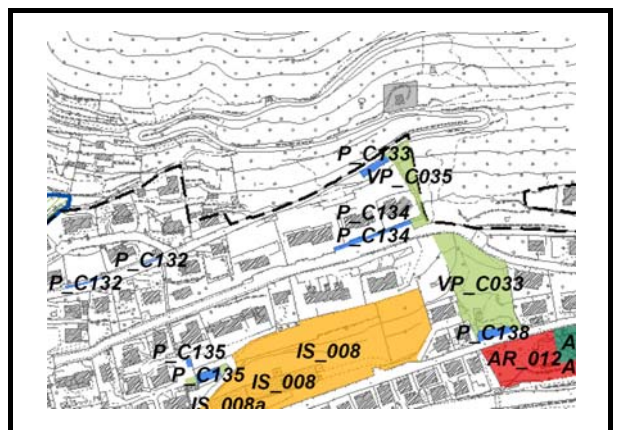 P_C133
VP_C035
P_C134
P_C134
P_C132
P_C132
VP_C033
P_C138
P_C135
IS_008
AR_012
A
P_C135
IS_008
A
IS_008a